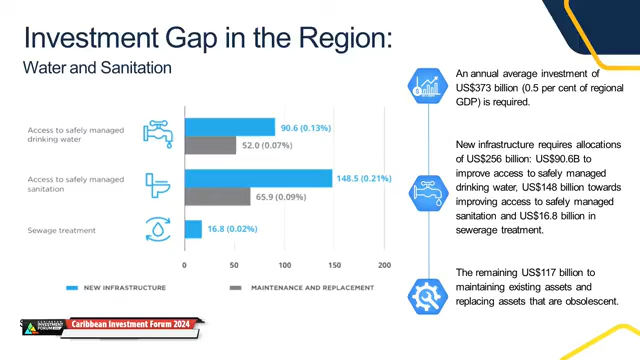 Investment Gap in the Region:
Water and Sanitation
Access to safely managed
drinking water
90.6 (0.13%)
52.0 (0.07%)
Access to safely managed
sanitation
148.5 (0.21%)
65.9 (0.09%)
Sewage treatment
16.8 (0.02%)
0 50 100 150 200
NEW INFRASTRUCTURE
MAINTENANCE AND REPLACEMENT
An annual average investment of
US$373 billion (0.5 per cent of regional
GDP) is required.
New infrastructure requires allocations
of US$256 billion: US$90.6B to
improve access to safely managed
drinking water, US$148 billion towards
improving access to safely managed
sanitation and US$16.8 billion in
sewerage treatment.
The remaining US$117 billion to
maintaining existing assets and
replacing assets that are obsolescent.
INVESTMENT
FORUM
Caribbean Investment Forum 2024